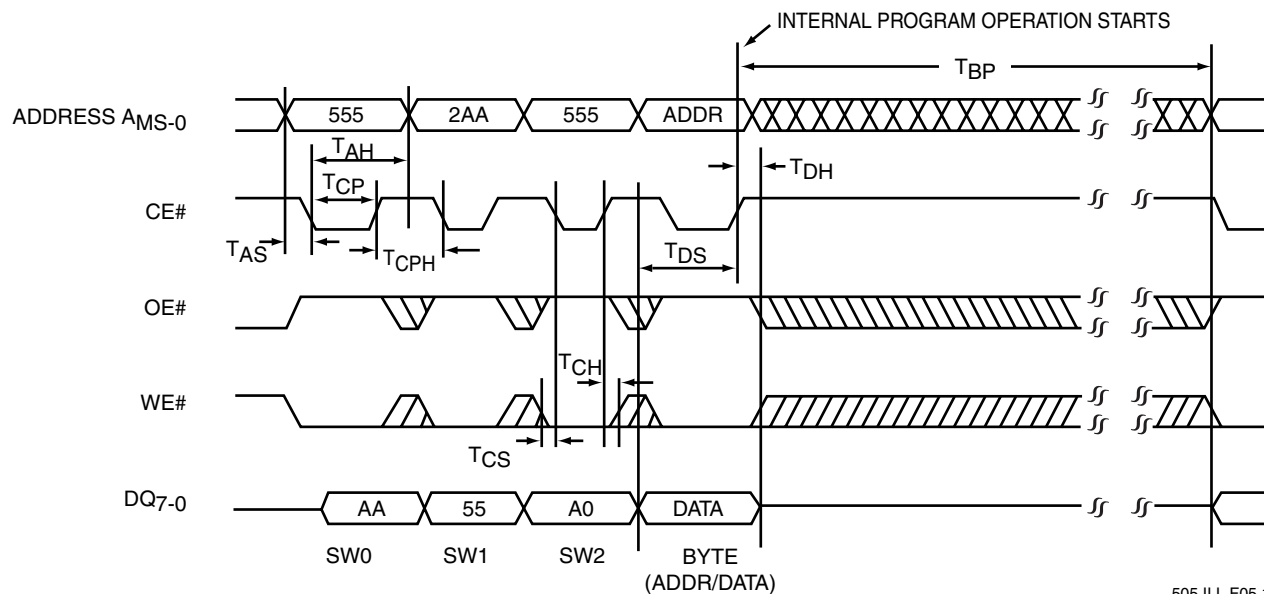 INTERNAL PROGRAM OPERATION STARTS
TBP
ADDRESS AMS-0
555
2AA
555
ADDR
TAH
TDH
TCP
CE#
TAS
TCPH
TDS
OE#
TCH
WE#
TCS
DQ7-0
AA
55
A0
DATA
SW0
SW1
SW2
BYTE
(ADDR/DATA)